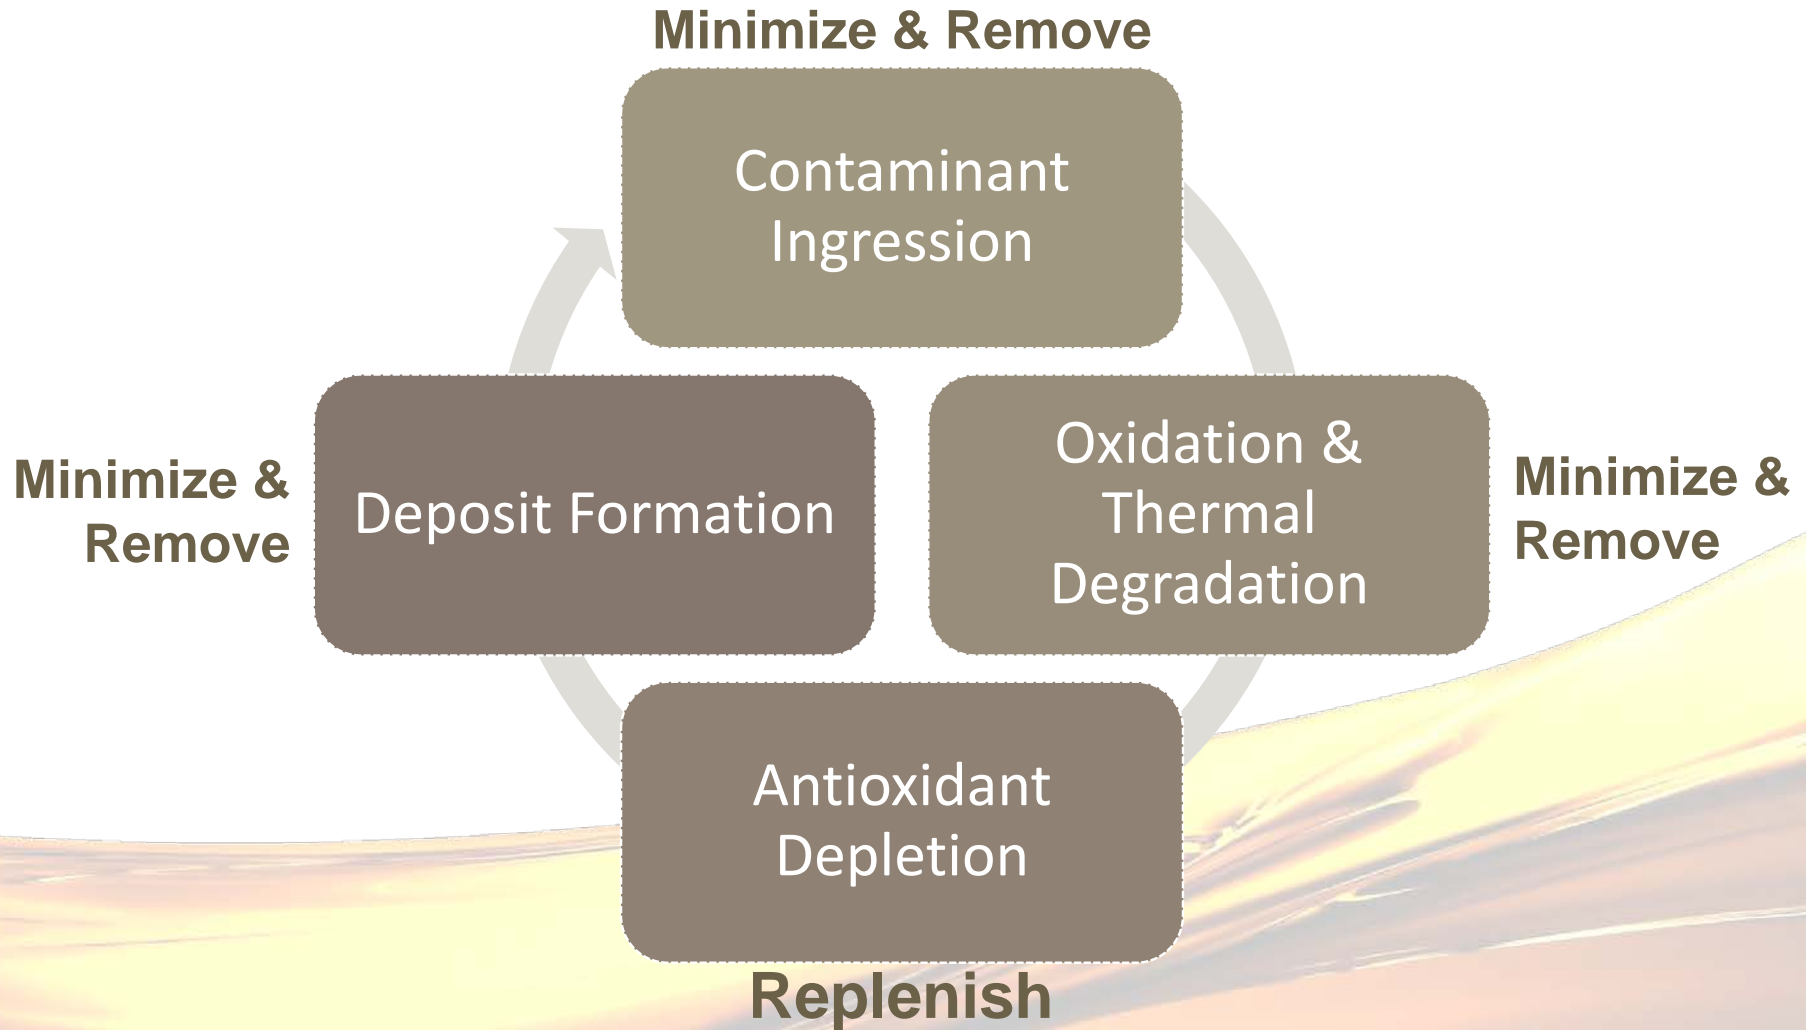 Minimize & Remove
Contaminant
Ingression
Oxidation &
Thermal
Degradation
Minimize &
Remove
Antioxidant
Depletion
Replenish
Deposit Formation
Minimize &
Remove